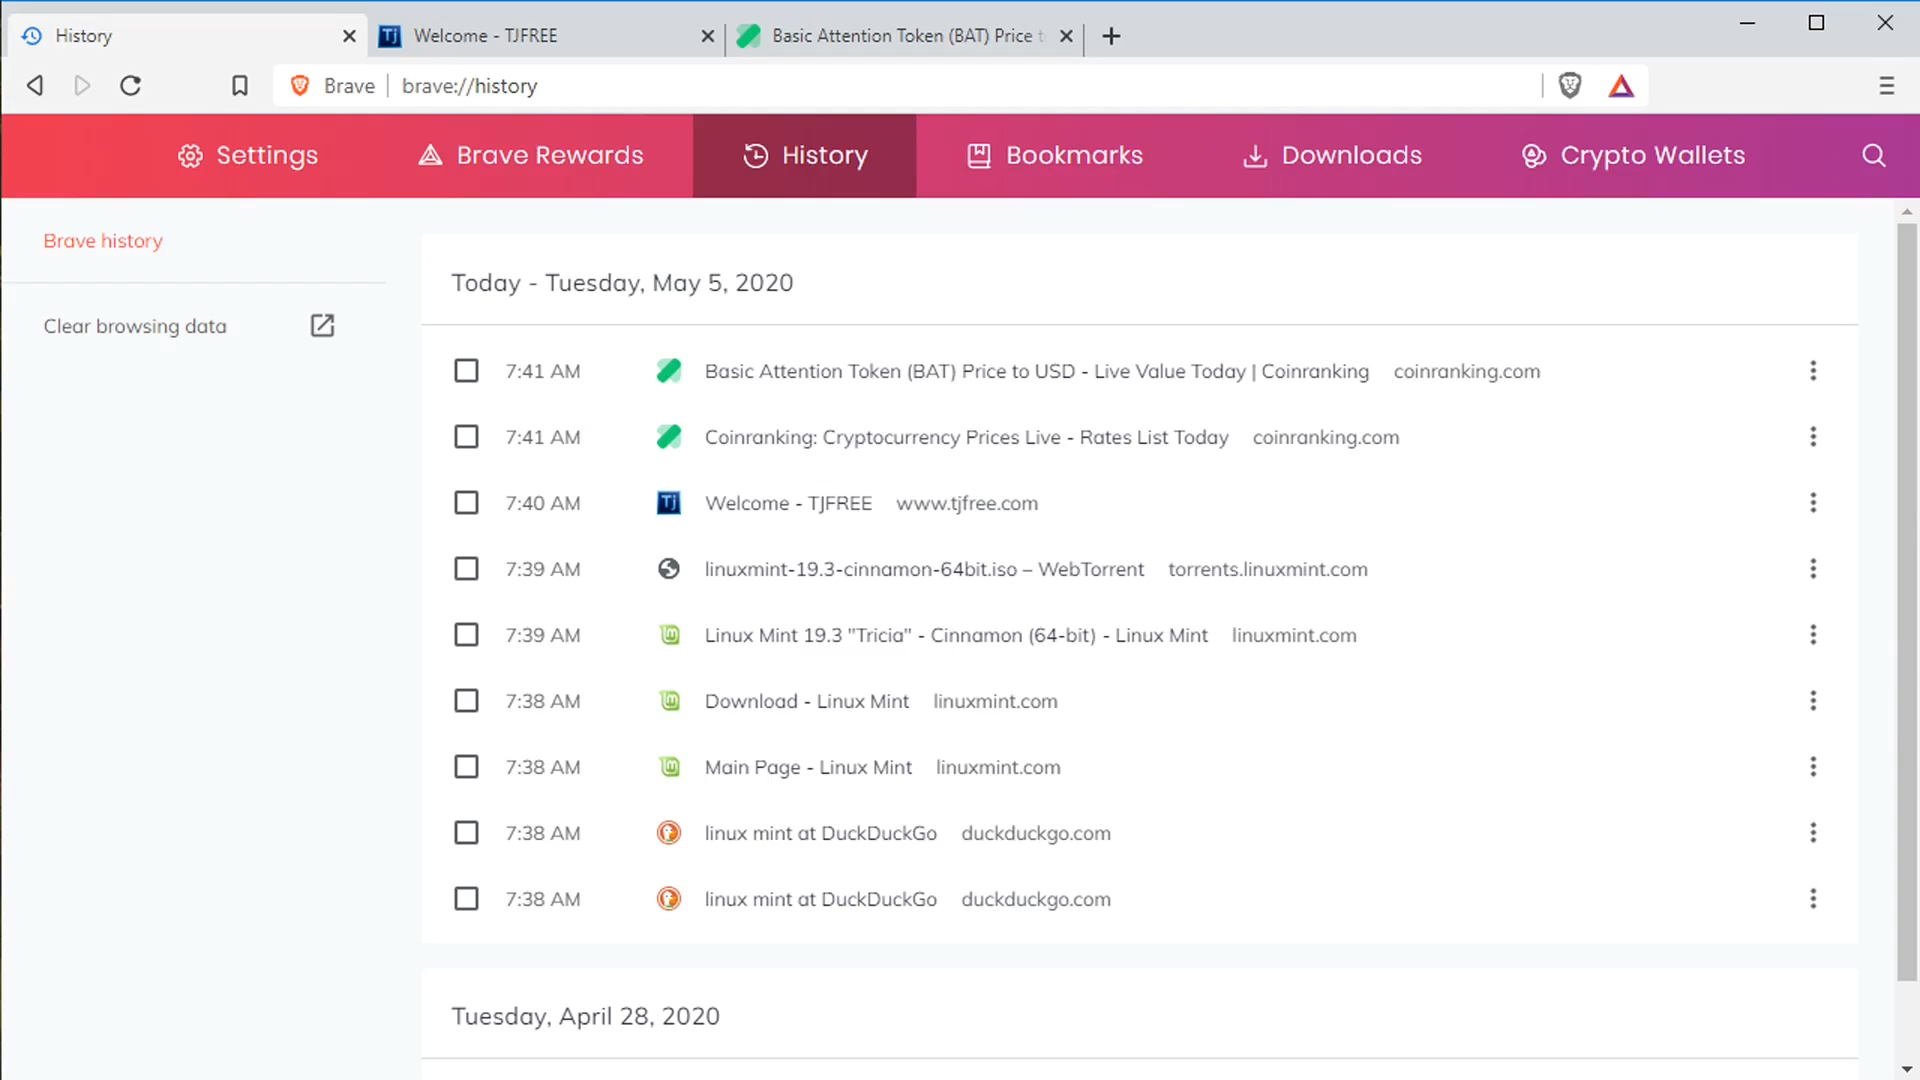 History
Welcome - TJFREE
Basic Attention Token (BAT) Price t
Brave
brave://history
Settings
Brave Rewards
History
Bookmarks
Downloads
Crypto Wallets
Brave history
Clear browsing data
Today - Tuesday, May 5, 2020
7:41 AM Basic Attention Token (BAT) Price to USD - Live Value Today | Coinranking coinranking.com
7:41 AM Coinranking: Cryptocurrency Prices Live - Rates List Today coinranking.com
7:40 AM Tj Welcome - TJFREE www.tjfree.com
7:39 AM linuxmint-19.3-cinnamon-64bit.iso – WebTorrent torrents.linuxmint.com
7:39 AM Linux Mint 19.3 "Tricia" - Cinnamon (64-bit) - Linux Mint linuxmint.com
7:38 AM Download - Linux Mint linuxmint.com
7:38 AM Main Page - Linux Mint linuxmint.com
7:38 AM linux mint at DuckDuckGo duckduckgo.com
7:38 AM linux mint at DuckDuckGo duckduckgo.com
Tuesday, April 28, 2020